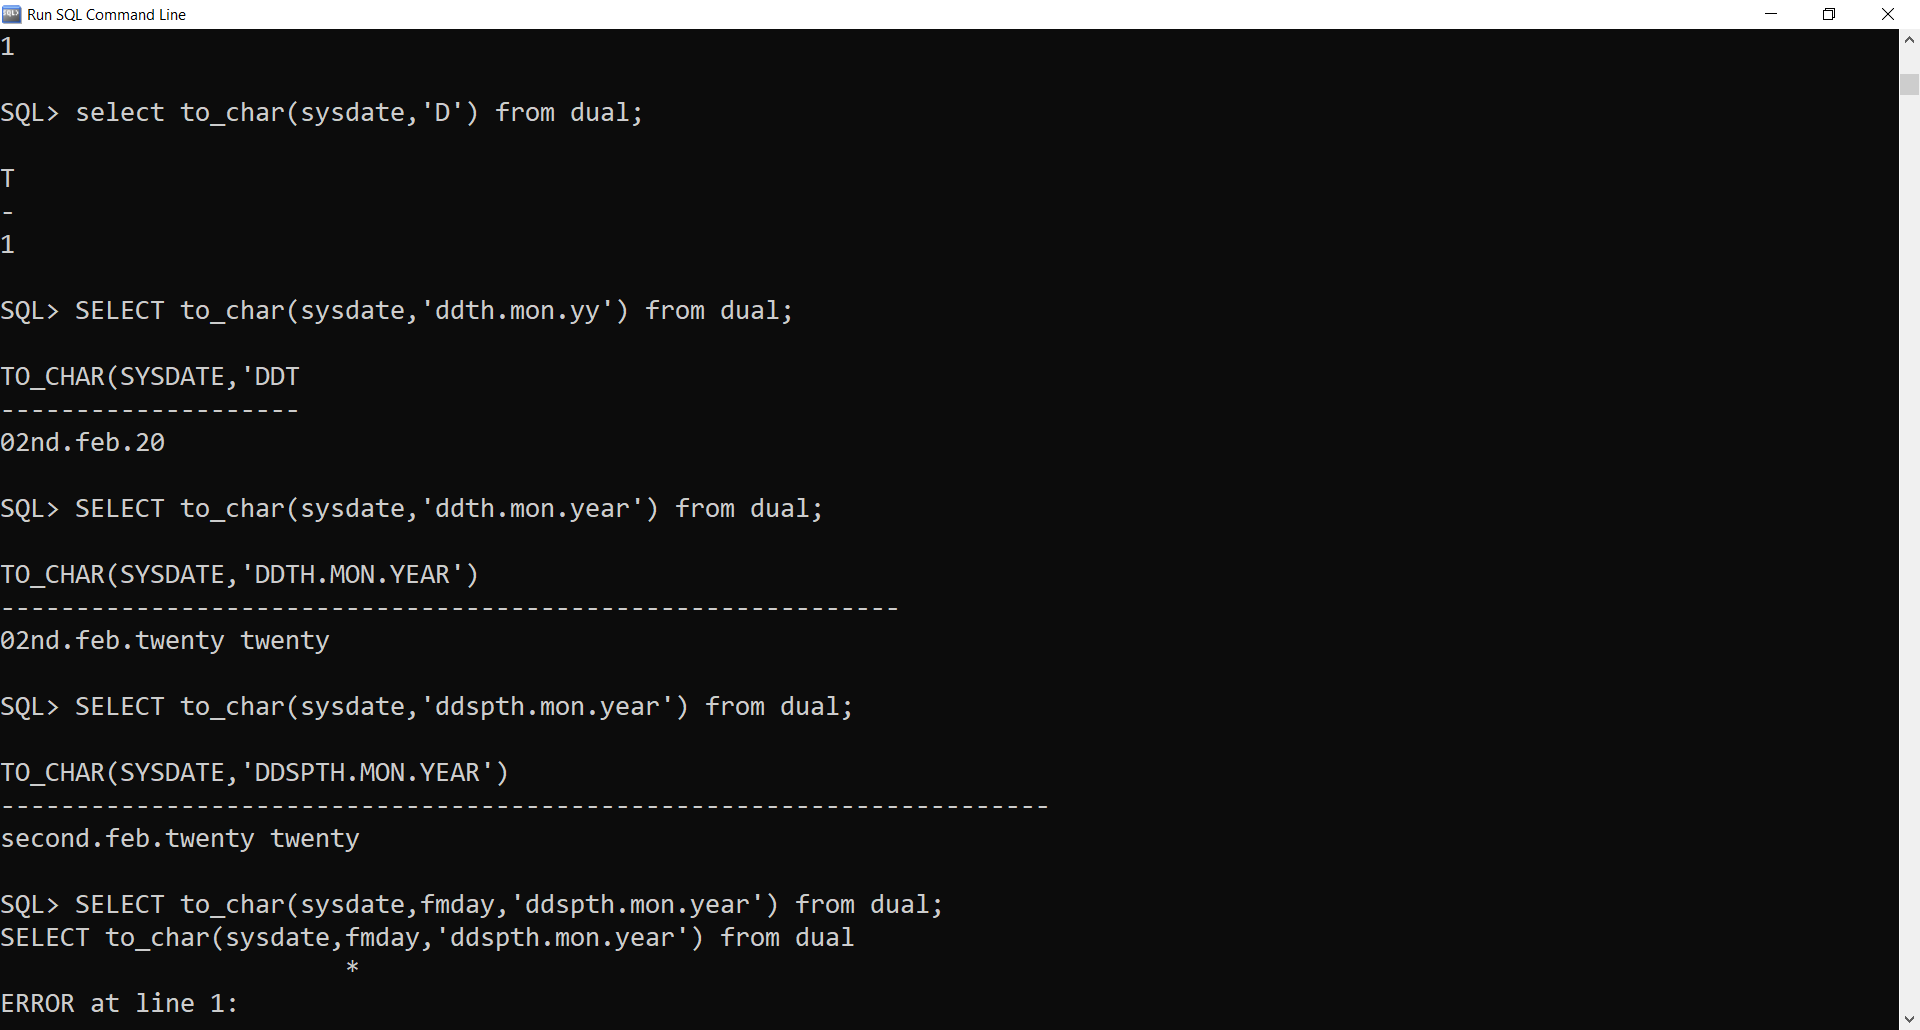 Run SQL Command Line
1
SQL> select to_char(sysdate,'D') from dual;
T
-
1
SQL> SELECT to_char(sysdate,'ddth.mon.yy') from dual;
TO_CHAR(SYSDATE,'DDT
--------------------
02nd.feb.20
SQL> SELECT to_char(sysdate,'ddth.mon.year') from dual;
TO_CHAR(SYSDATE,'DDTH.MON.YEAR')
------------------------------------------------------------
02nd.feb.twenty twenty
SQL> SELECT to_char(sysdate,'ddspth.mon.year') from dual;
TO_CHAR(SYSDATE,'DDSPTH.MON.YEAR')
----------------------------------------------------------------------
second.feb.twenty twenty
SQL> SELECT to_char(sysdate,fmday,'ddspth.mon.year') from dual;
SELECT to_char(sysdate,fmday,'ddspth.mon.year') from dual
*
ERROR at line 1: